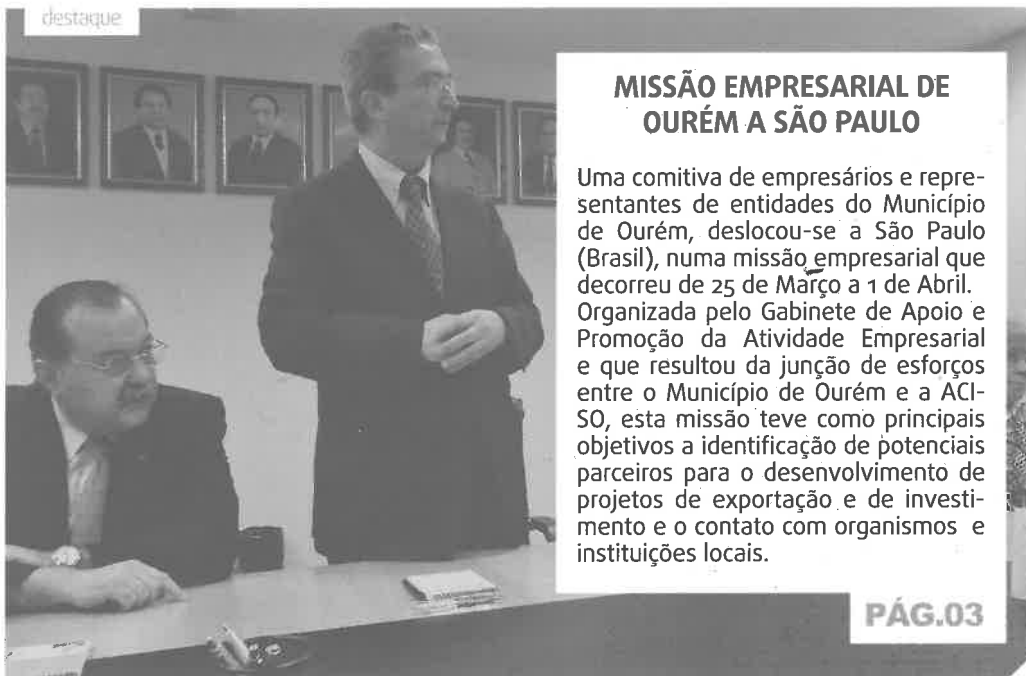 destaque
MISSÃO EMPRESARIAL DE
OURÉM A SÃO PAULO
Uma comitiva de empresários e repre-
sentantes de entidades do Município
de Ourém, deslocou-se a São Paulo
(Brasil), numa missão empresarial que
decorreu de 25 de Março a 1 de Abril.
Organizada pelo Gabinete de Apoio e
Promoção da Atividade Empresarial
e que resultou da junção de esforços
entre o Município de Ourém e a ACI-
SO, esta missão teve como principais
objetivos a identificação de potenciais
parceiros para o desenvolvimento de
projetos de exportação e de investi-
mento e o contato com organismos e
instituições locais.
PÁG.03